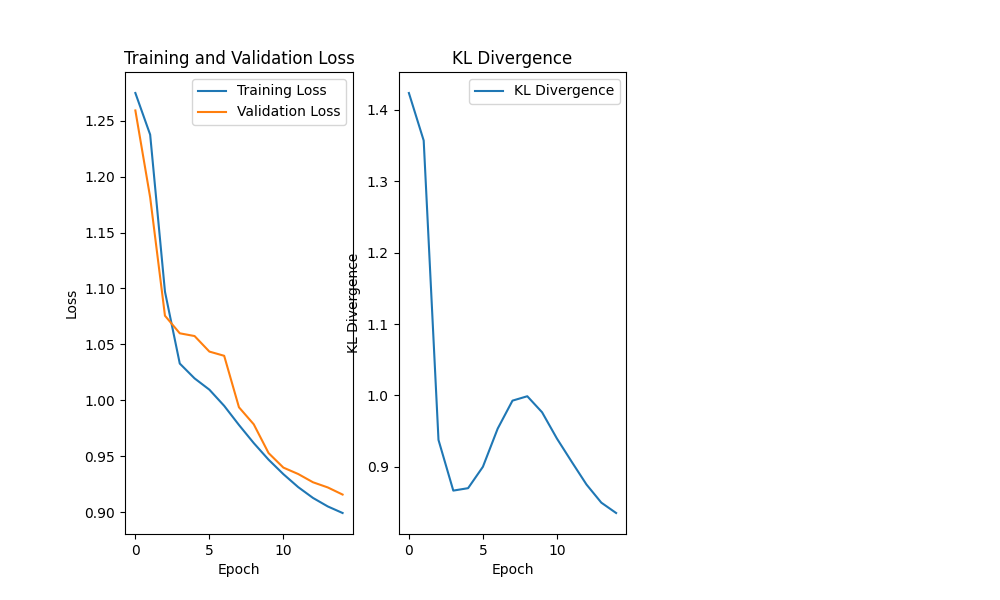 Training and Validation Loss
Training Loss
Validation Loss
1.25
1.20
1.15
1.10
1.05
1.00
0.95
0.90
Loss
0 5 10
Epoch
KL Divergence
KL Divergence
1.4
1.3
1.2
1.1
1.0
0.9
KL Divergence
0 5 10
Epoch